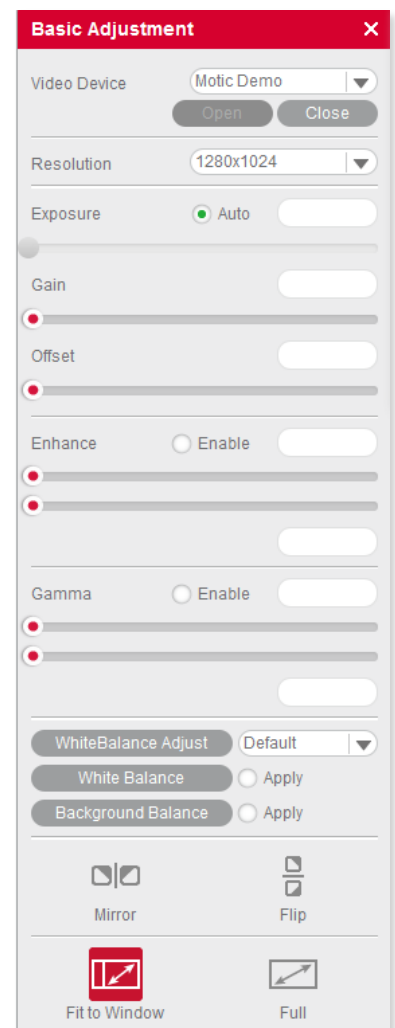 Basic Adjustment
Video Device Motic Demo
Open Close
Resolution 1280x1024
Exposure Auto
Gain
Offset
Enhance Enable
Gamma Enable
WhiteBalance Adjust Default
White Balance Apply
Background Balance Apply
Mirror Flip
Fit to Window Full